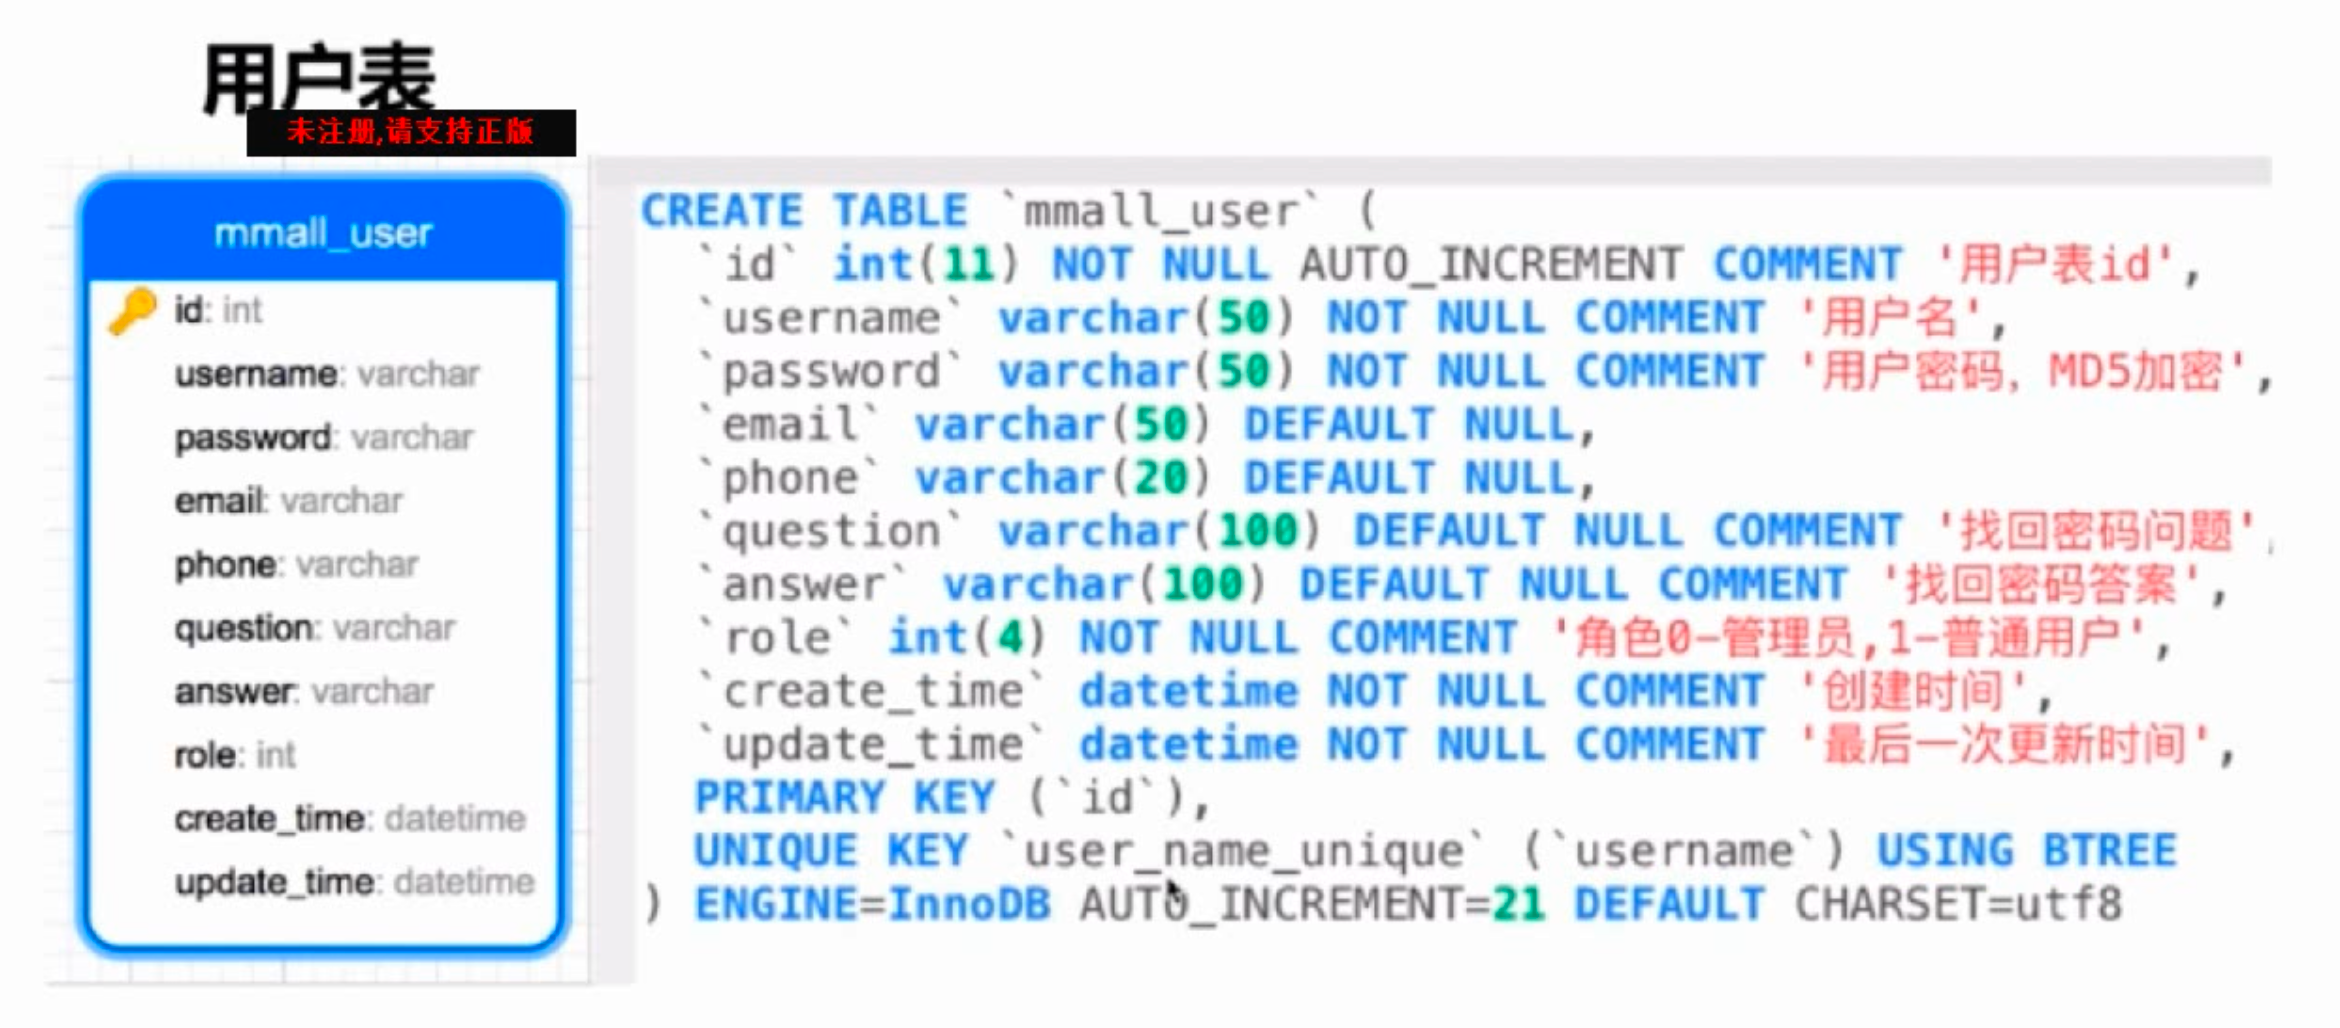 用户表
未注册,请支持正版
mmall_user
id: int
username: varchar
password: varchar
email: varchar
phone: varchar
question: varchar
answer: varchar
role: int
create_time: datetime
update_time: datetime
CREATE TABLE `mmall_user` (
`id` int(11) NOT NULL AUTO_INCREMENT COMMENT '用户表id',
`username` varchar(50) NOT NULL COMMENT '用户名',
`password` varchar(50) NOT NULL COMMENT '用户密码，MD5加密',
`email` varchar(50) DEFAULT NULL,
`phone` varchar(20) DEFAULT NULL,
`question` varchar(100) DEFAULT NULL COMMENT '找回密码问题',
`answer` varchar(100) DEFAULT NULL COMMENT '找回密码答案',
`role` int(4) NOT NULL COMMENT '角色0-管理员,1-普通用户',
`create_time` datetime NOT NULL COMMENT '创建时间',
`update_time` datetime NOT NULL COMMENT '最后一次更新时间',
PRIMARY KEY (`id`),
UNIQUE KEY `user_name_unique` (`username`) USING BTREE
) ENGINE=InnoDB AUTO_INCREMENT=21 DEFAULT CHARSET=utf8